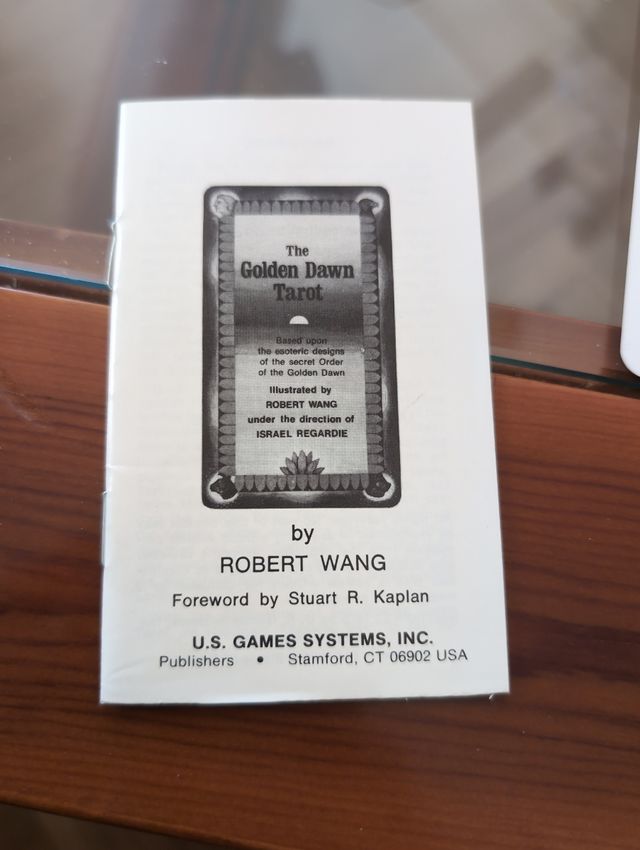 The
Golden Dawn
Tarot
Based upon
the esoteric designs
of the secret Order
of the Golden Dawn
Illustrated by
ROBERT WANG
under the direction of
ISRAEL REGARDIE
by
ROBERT WANG
Foreword by Stuart R. Kaplan
U.S. GAMES SYSTEMS, INC.
Publishers • Stamford, CT 06902 USA